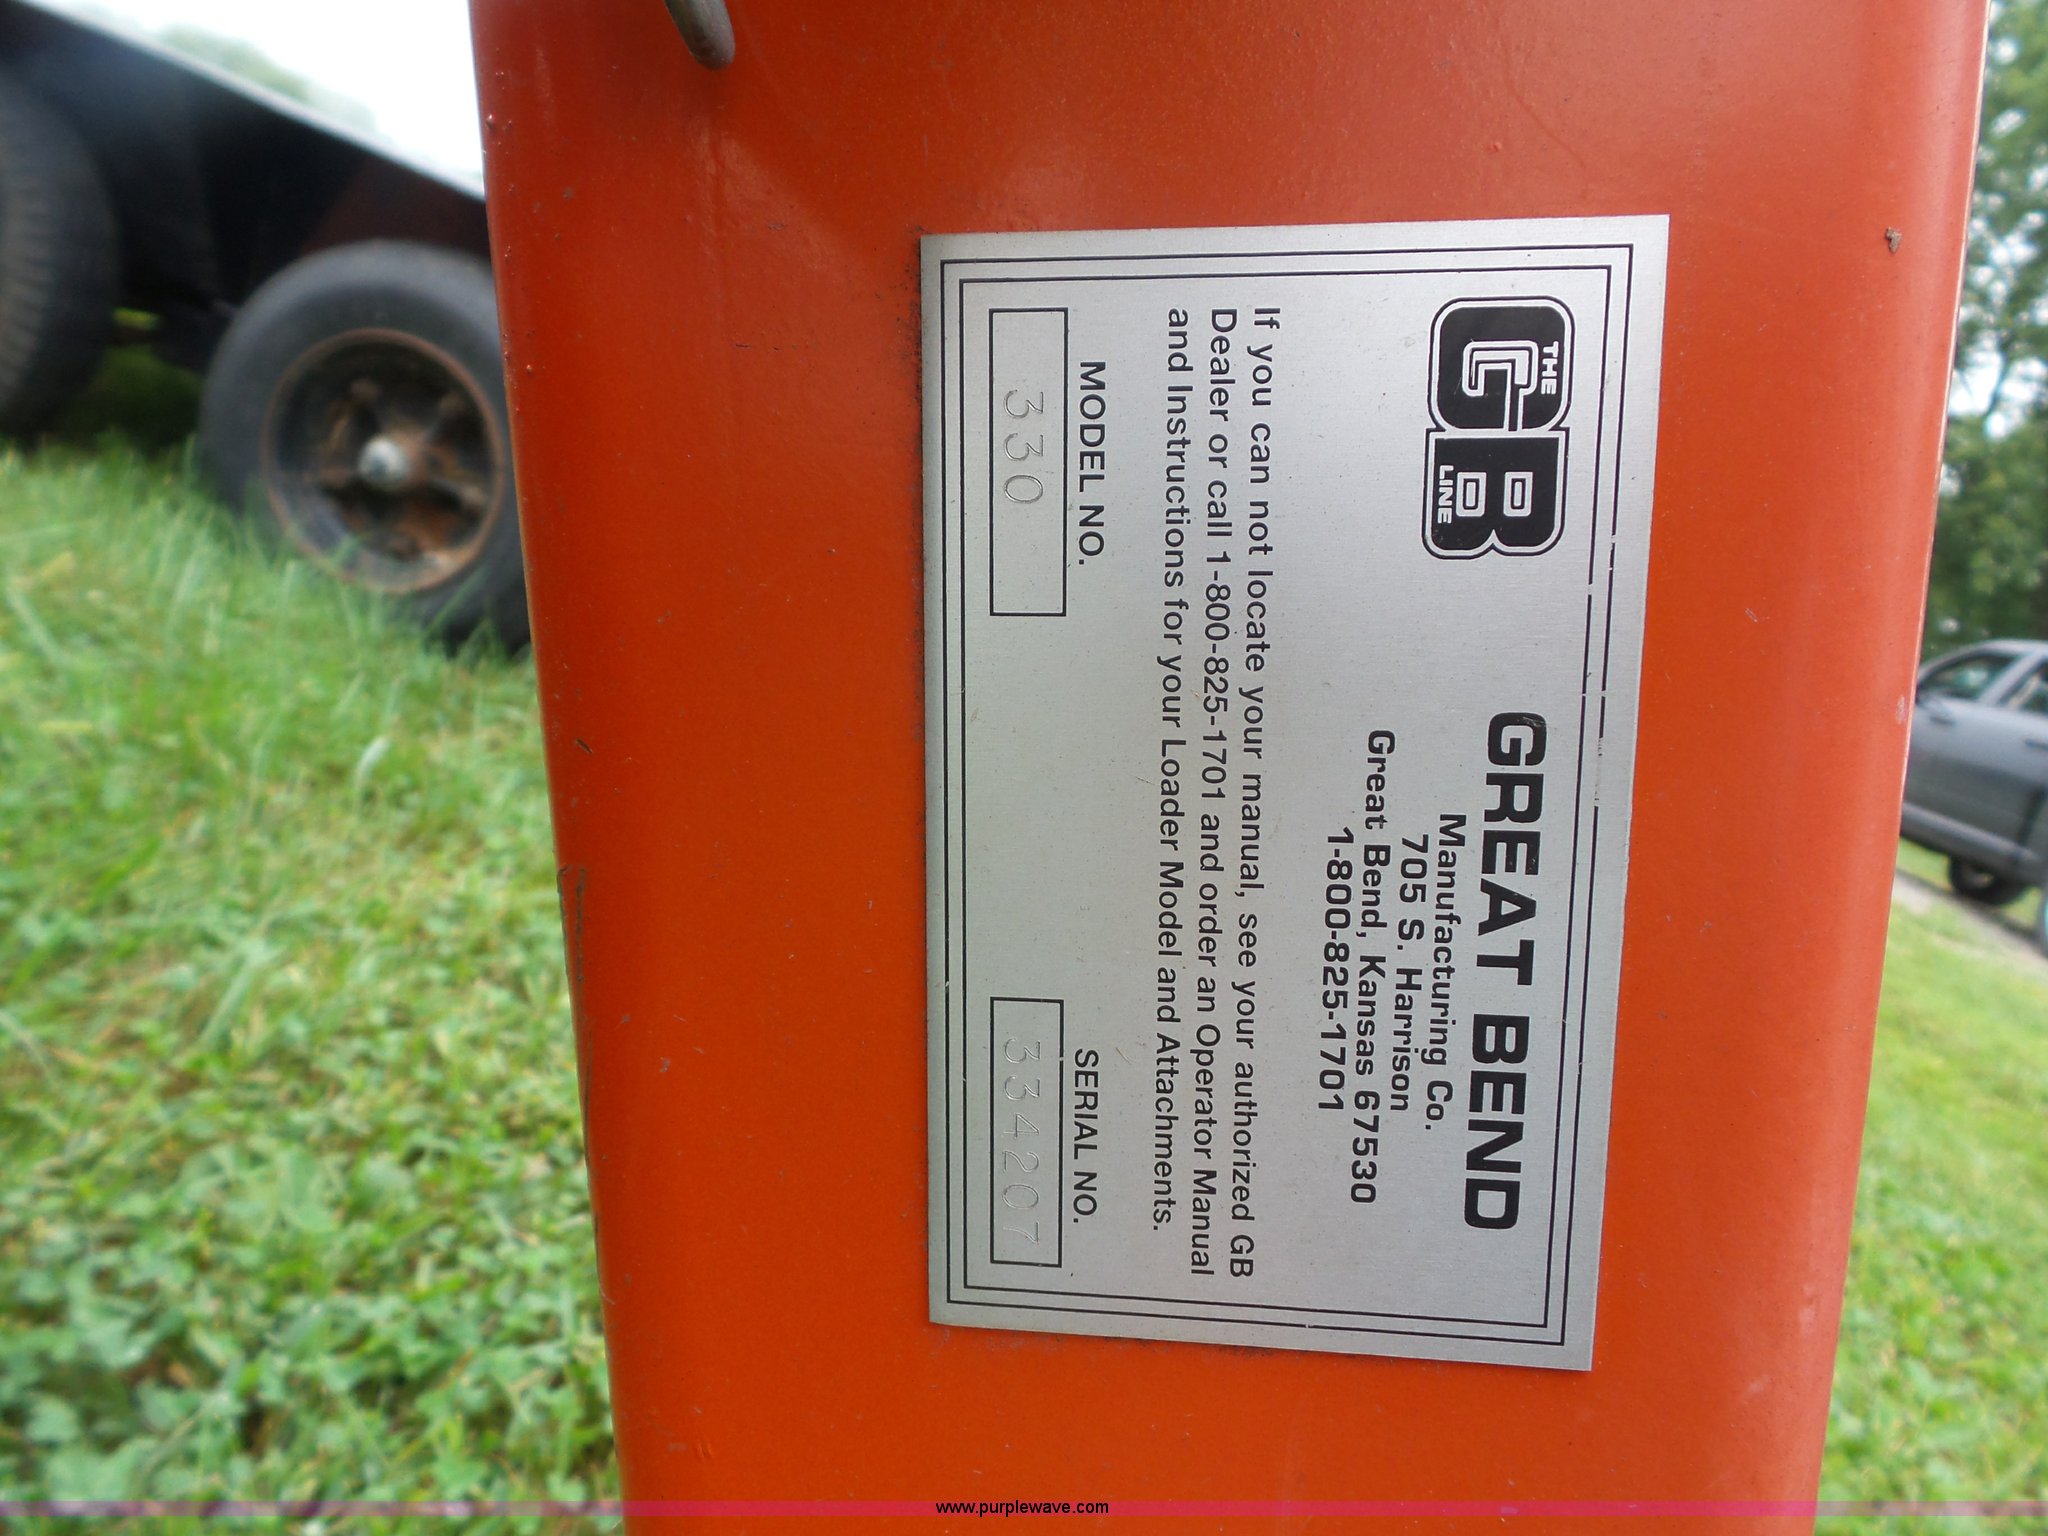 THE
GB
LINE
GREAT BEND
Manufacturing Co.
705 S. Harrison
Great Bend, Kansas 67530
1-800-825-1701
If you can not locate your manual, see your authorized GB
Dealer or call 1-800-825-1701 and order an Operator Manual
and Instructions for your Loader Model and Attachments.
MODEL NO.
330
SERIAL NO.
334207
www.purplewave.com